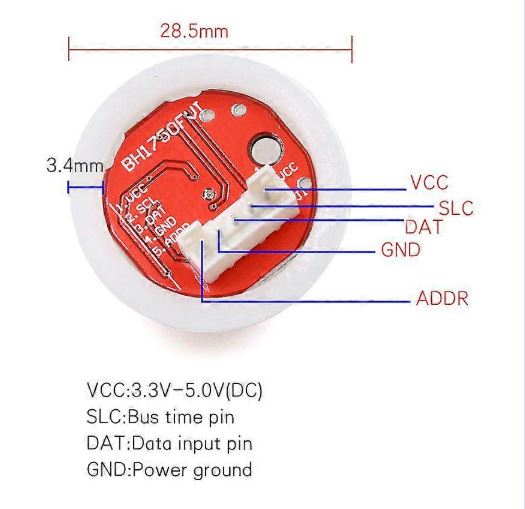 28.5mm
BH1750FVI
3.4mm
1.VCC
2.SCL
3.DAT
4.GND
5.ADDR
VCC
VCC
SLC
DAT
GND
ADDR
VCC:3.3V-5.0V(DC)
SLC:Bus time pin
DAT:Data input pin
GND:Power ground